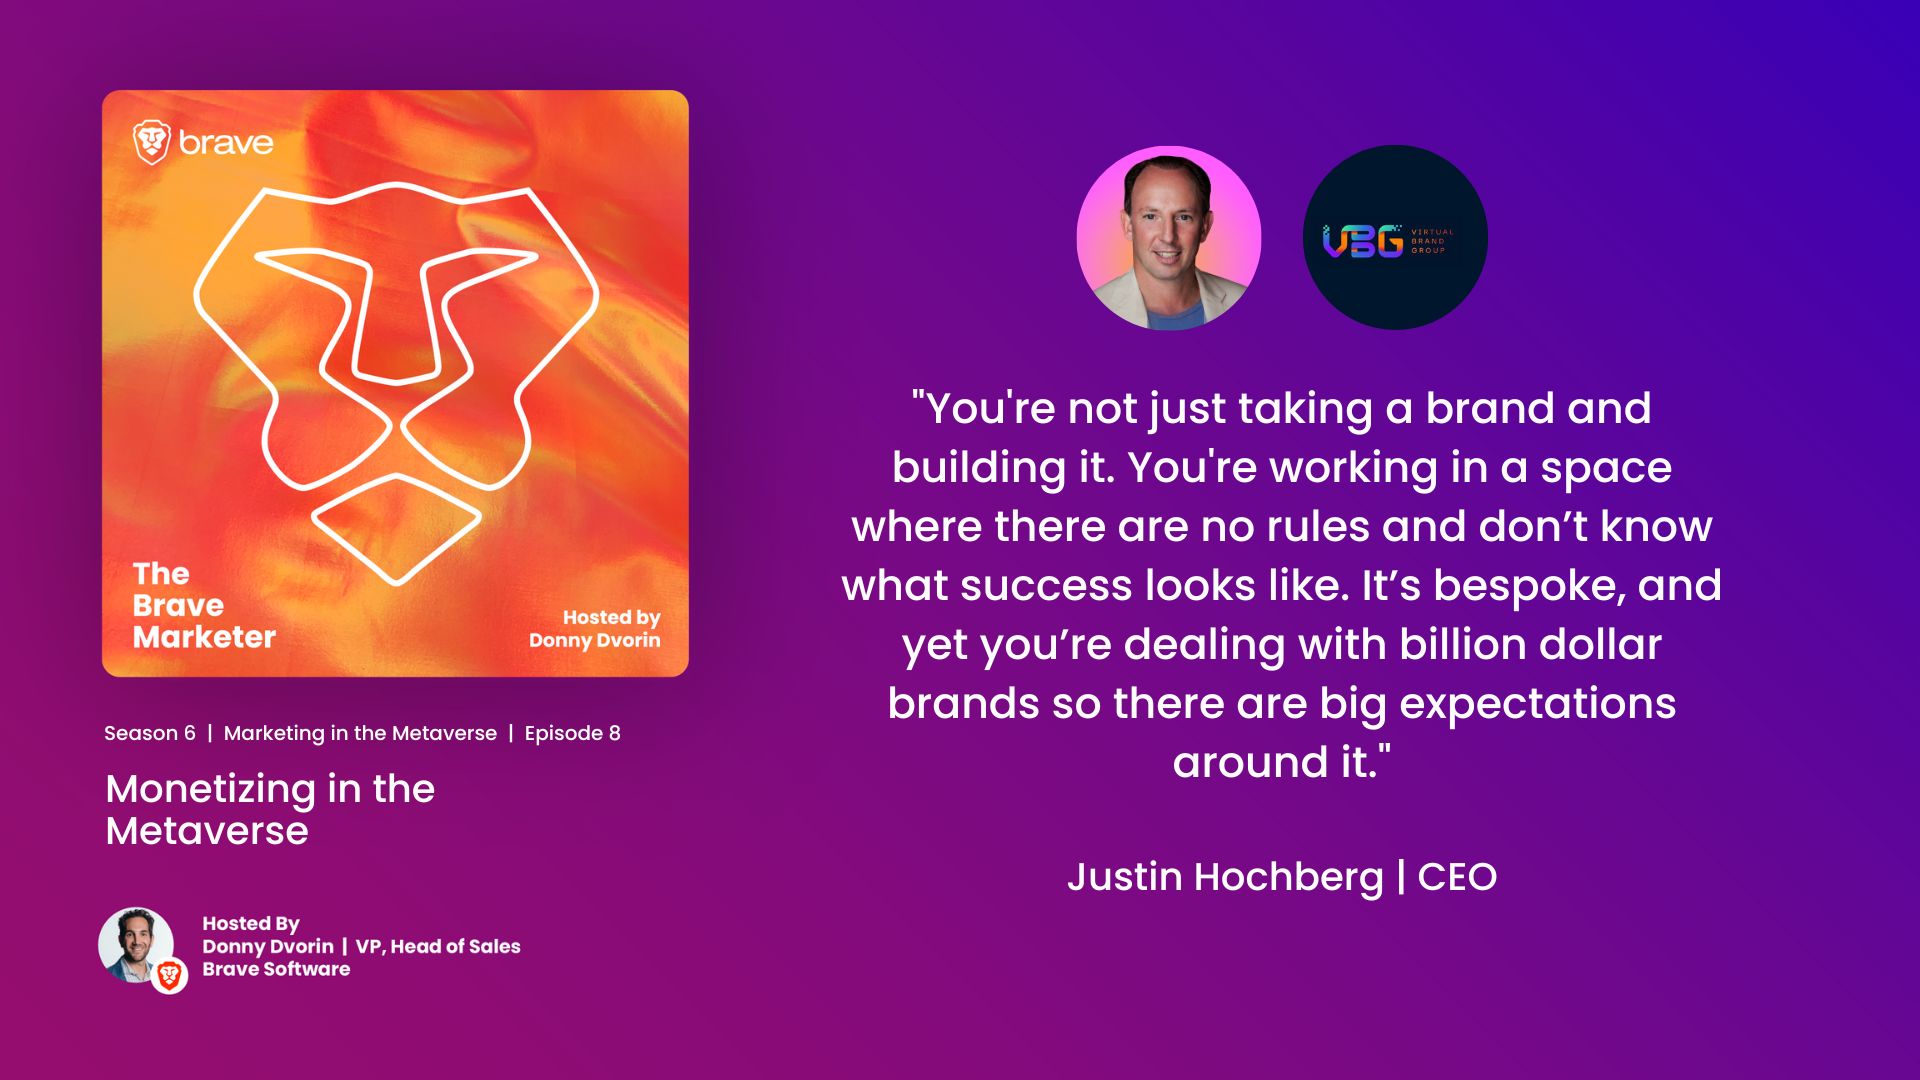 brave
The
Brave
Marketer
Hosted by
Donny Dvorin
Season 6 | Marketing in the Metaverse | Episode 8
Monetizing in the
Metaverse
Hosted By
Donny Dvorin | VP, Head of Sales
Brave Software
VBG
VIRTUAL
BRAND
GROUP
"You're not just taking a brand and
building it. You're working in a space
where there are no rules and don’t know
what success looks like. It’s bespoke, and
yet you’re dealing with billion dollar
brands so there are big expectations
around it."
Justin Hochberg | CEO